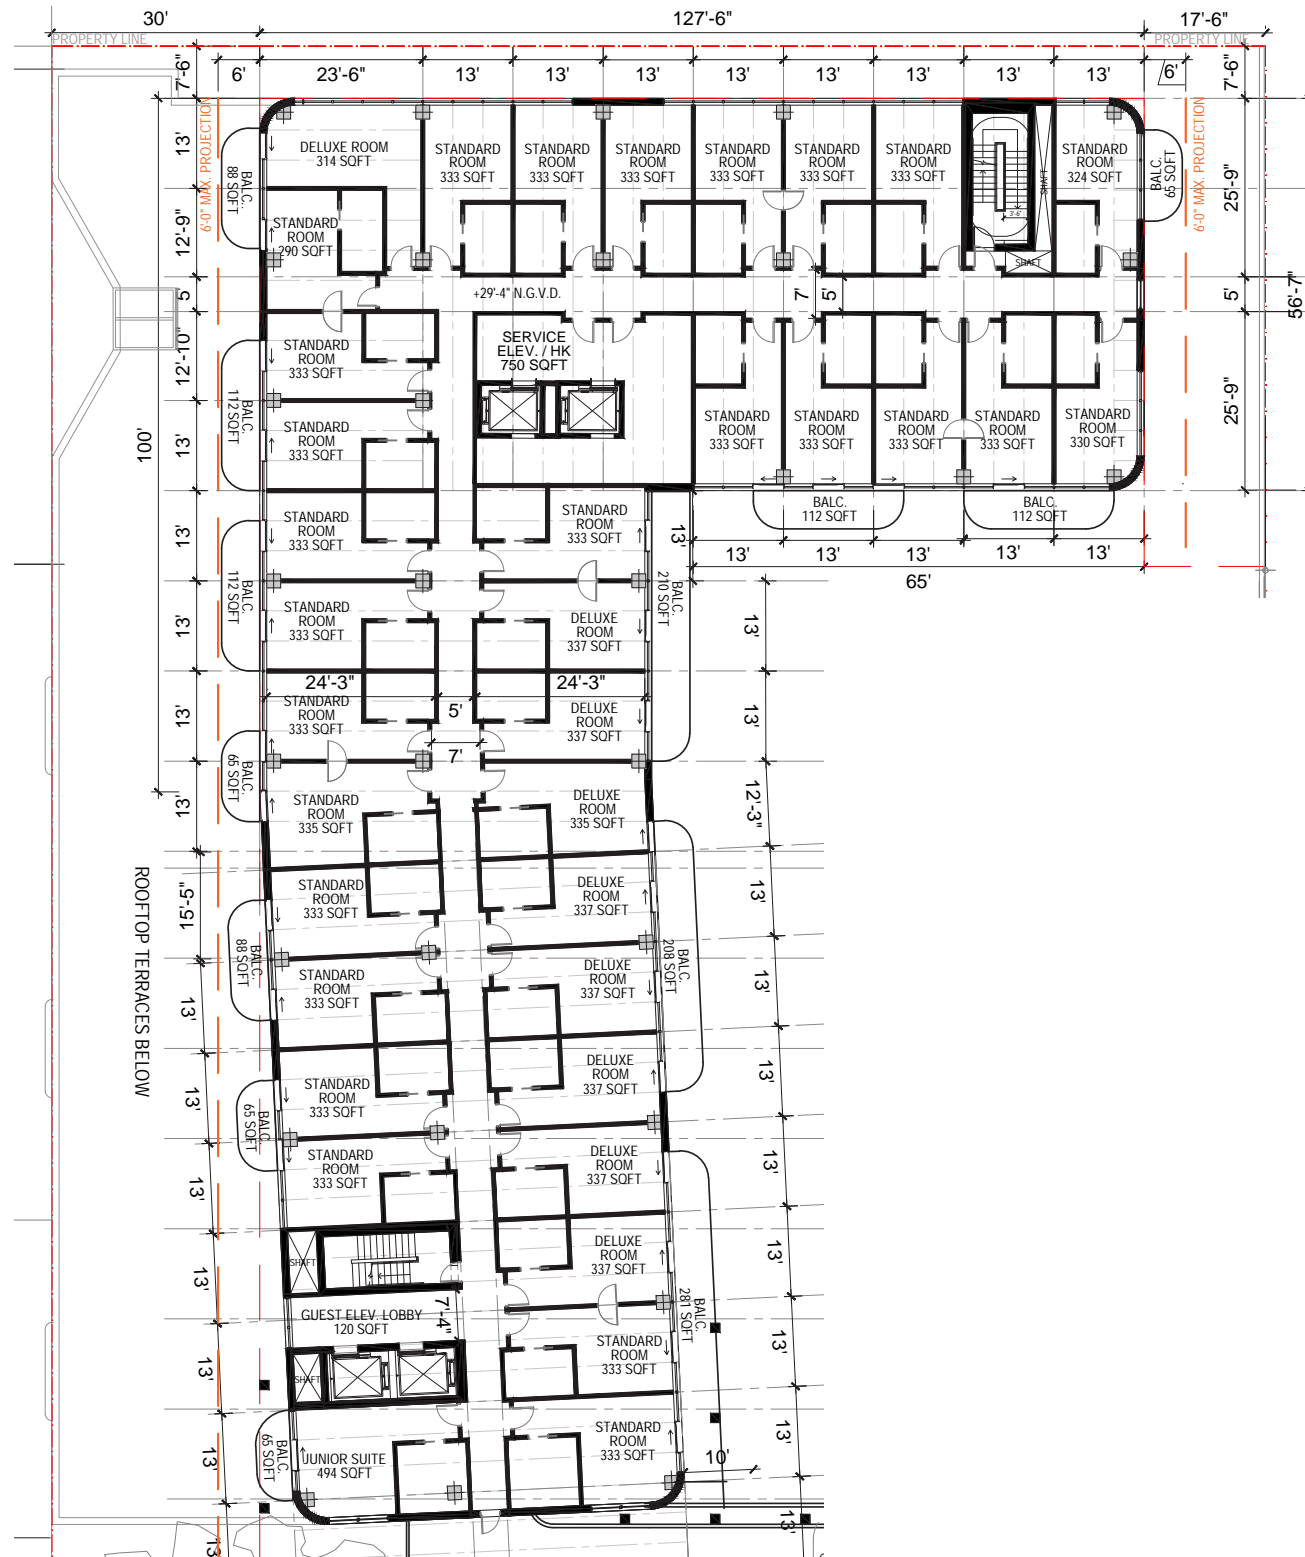 30'
127'-6"
17'-6"
PROPERTY LINE
PROPERTY LINE
7'-6"
6'
23'-6"
13'
13'
13'
13'
13'
13'
13'
13'
6'
7'-6"
6'-0" MAX. PROJECTION
6'-0" MAX. PROJECTION
13'
12'-9"
5'
12'-10"
13'
13'
13'
13'
13'
15'-5"
13'
13'
13'
13'
13'
13'
13'
100'
BALC.
88 SQFT
DELUXE ROOM
314 SQFT
STANDARD
ROOM
290 SQFT
STANDARD
ROOM
333 SQFT
STANDARD
ROOM
333 SQFT
STANDARD
ROOM
333 SQFT
STANDARD
ROOM
333 SQFT
STANDARD
ROOM
333 SQFT
STANDARD
ROOM
333 SQFT
SHAFT
3'-6"
SHAFT
STANDARD
ROOM
324 SQFT
BALC.
65 SQFT
25'-9"
5'
25'-9"
56'-7"
+29'-4" N.G.V.D.
7'
5'
SERVICE
ELEV. / HK
750 SQFT
STANDARD
ROOM
333 SQFT
STANDARD
ROOM
333 SQFT
BALC.
112 SQFT
STANDARD
ROOM
333 SQFT
STANDARD
ROOM
333 SQFT
STANDARD
ROOM
333 SQFT
STANDARD
ROOM
333 SQFT
STANDARD
ROOM
330 SQFT
BALC.
112 SQFT
BALC.
112 SQFT
13'
13'
13'
13'
13'
65'
13'
STANDARD
ROOM
333 SQFT
STANDARD
ROOM
333 SQFT
BALC.
112 SQFT
BALC.
210 SQFT
STANDARD
ROOM
333 SQFT
DELUXE
ROOM
337 SQFT
13'
24'-3"
24'-3"
5'
STANDARD
ROOM
333 SQFT
DELUXE
ROOM
337 SQFT
13'
7'
BALC.
65 SQFT
STANDARD
ROOM
335 SQFT
DELUXE
ROOM
335 SQFT
12'-3"
ROOFTOP TERRACES BELOW
STANDARD
ROOM
333 SQFT
DELUXE
ROOM
337 SQFT
13'
BALC.
88 SQFT
BALC.
208 SQFT
STANDARD
ROOM
333 SQFT
DELUXE
ROOM
337 SQFT
13'
STANDARD
ROOM
333 SQFT
DELUXE
ROOM
337 SQFT
13'
BALC.
65 SQFT
STANDARD
ROOM
333 SQFT
DELUXE
ROOM
337 SQFT
13'
SHAFT
DELUXE
ROOM
337 SQFT
13'
GUEST ELEV. LOBBY
120 SQFT
7'-4"
BALC.
281 SQFT
STANDARD
ROOM
333 SQFT
13'
SHAFT
BALC.
65 SQFT
JUNIOR SUITE
494 SQFT
STANDARD
ROOM
333 SQFT
13'
10'
13'